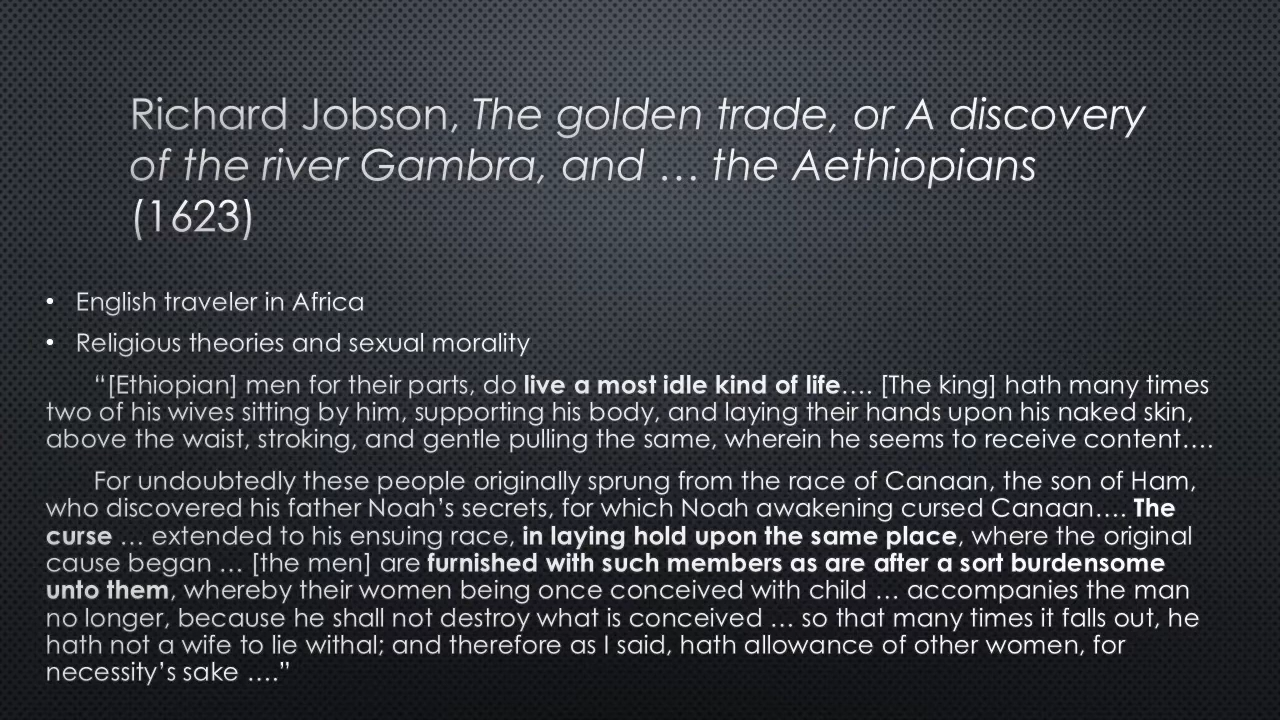 Richard Jobson, The golden trade, or A discovery
of the river Gambra, and … the Aethiopians
(1623)
• English traveler in Africa
• Religious theories and sexual morality
“[Ethiopian] men for their parts, do live a most idle kind of life…. [The king] hath many times
two of his wives sitting by him, supporting his body, and laying their hands upon his naked skin,
above the waist, stroking, and gentle pulling the same, wherein he seems to receive content….
For undoubtedly these people originally sprung from the race of Canaan, the son of Ham,
who discovered his father Noah’s secrets, for which Noah awakening cursed Canaan…. The
curse … extended to his ensuing race, in laying hold upon the same place, where the original
cause began … [the men] are furnished with such members as are after a sort burdensome
unto them, whereby their women being once conceived with child … accompanies the man
no longer, because he shall not destroy what is conceived … so that many times it falls out, he
hath not a wife to lie withal; and therefore as I said, hath allowance of other women, for
necessity’s sake ….”